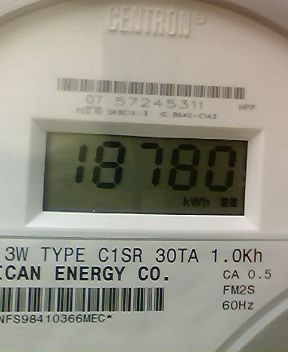 CENTRON®
07 57245311
18780
kWh
3W TYPE C1SR 30TA 1.0Kh
ICAN ENERGY CO.
CA 0.5
FM2S
60Hz
NFS98410366MEC*